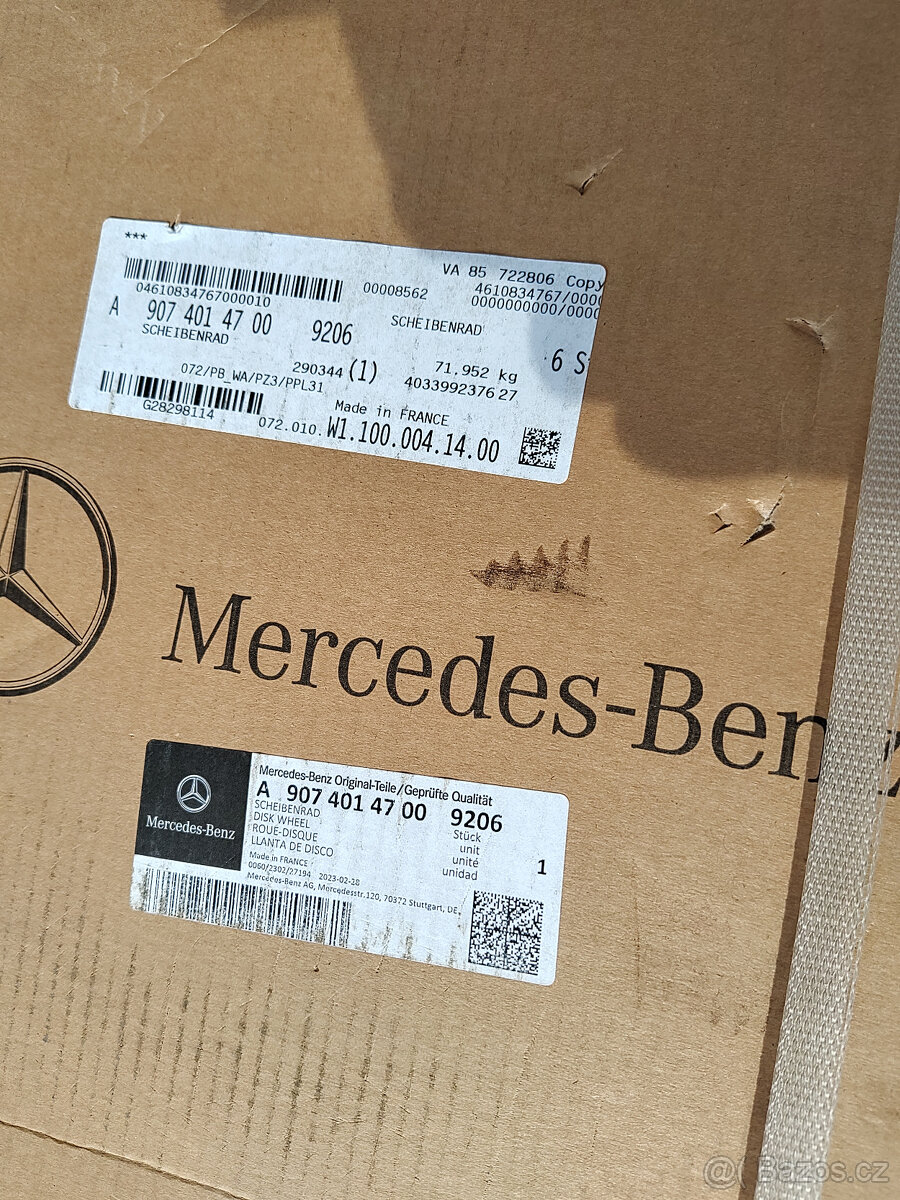 ***
VA 85 722806 Copy
04610834767000010
00008562
4610834767/000
0000000000/000
A 907 401 47 00 9206
SCHEIBENRAD
SCHEIBENRAD
6 S
290344 (1)
71.952 kg
072/PB_WA/PZ3/PPL31
403399237627
G28298114
Made in FRANCE
072.010. W1.100.004.14.00
Mercedes-Benz
Mercedes-Benz
Mercedes-Benz Original-Teile/Geprüfte Qualität
A 907 401 47 00 9206
SCHEIBENRAD
DISK WHEEL
ROUE-DISQUE
LLANTA DE DISCO
Stück
unit
unité
unidad
1
Made in FRANCE
0060/2302/27194 2023-02-28
Mercedes-Benz AG, Mercedesstr.120, 70372 Stuttgart, DE
@ Bazos.cz